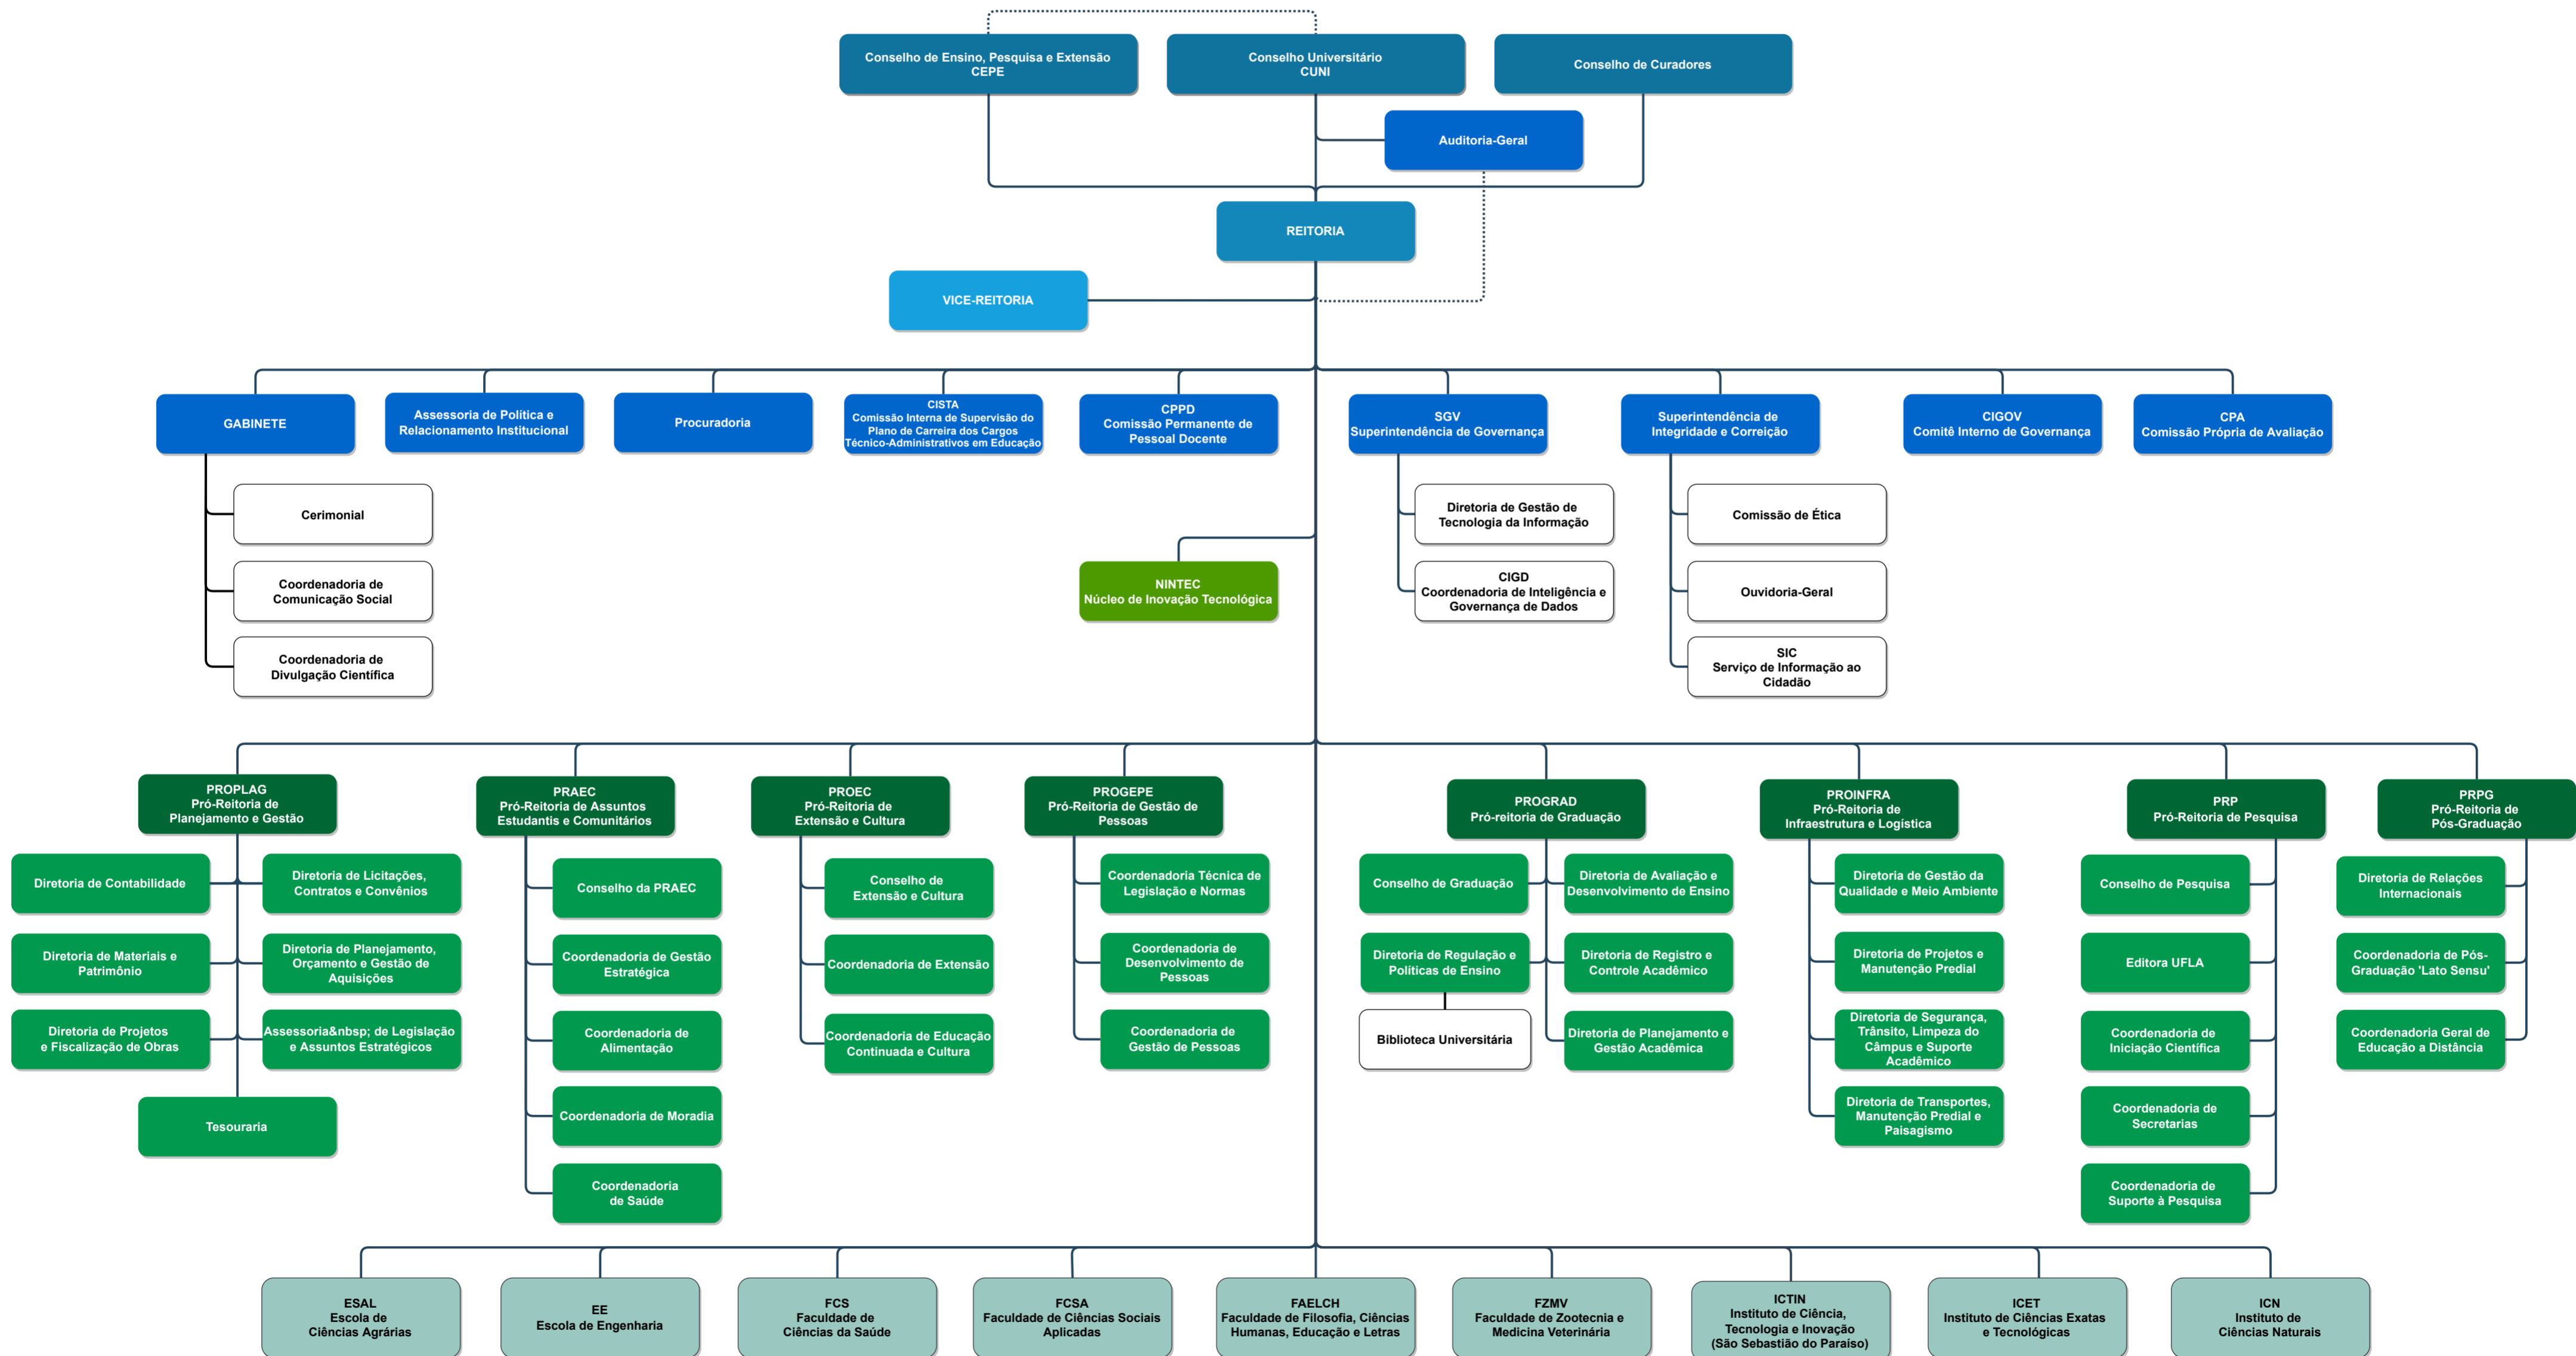 Conselho de Ensino, Pesquisa e Extensão
CEPE
Conselho Universitário
CUNI
Conselho de Curadores
Auditoria-Geral
REITORIA
VICE-REITORIA
GABINETE
Assessoria de Política e
Relacionamento Institucional
Procuradoria
CISTA
Comissão Interna de Supervisão do
Plano de Carreira dos Cargos
Técnico-Administrativos em Educação
CPPD
Comissão Permanente de
Pessoal Docente
SGV
Superintendência de Governança
Superintendência de
Integridade e Correição
CIGOV
Comitê Interno de Governança
CPA
Comissão Própria de Avaliação
Cerimonial
Coordenadoria de
Comunicação Social
Coordenadoria de
Divulgação Científica
NINTEC
Núcleo de Inovação Tecnológica
Diretoria de Gestão de
Tecnologia da Informação
CIGD
Coordenadoria de Inteligência e
Governança de Dados
Comissão de Ética
Ouvidoria-Geral
SIC
Serviço de Informação ao
Cidadão
PROPLAG
Pró-Reitoria de
Planejamento e Gestão
Diretoria de Contabilidade
Diretoria de Licitações,
Contratos e Convênios
Diretoria de Materiais e
Patrimônio
Diretoria de Planejamento,
Orçamento e Gestão de
Aquisições
Diretoria de Projetos
e Fiscalização de Obras
Assessoria&nbsp; de Legislação
e Assuntos Estratégicos
Tesouraria
PRAEC
Pró-Reitoria de Assuntos
Estudantis e Comunitários
Conselho da PRAEC
Coordenadoria de Gestão
Estratégica
Coordenadoria de
Alimentação
Coordenadoria de Moradia
Coordenadoria
de Saúde
PROEC
Pró-Reitoria de
Extensão e Cultura
Conselho de
Extensão e Cultura
Coordenadoria de Extensão
Coordenadoria de Educação
Continuada e Cultura
PROGEPE
Pró-Reitoria de Gestão de
Pessoas
Coordenadoria Técnica de
Legislação e Normas
Coordenadoria de
Desenvolvimento de
Pessoas
Coordenadoria de
Gestão de Pessoas
PROGRAD
Pró-reitoria de Graduação
Conselho de Graduação
Diretoria de Avaliação e
Desenvolvimento de Ensino
Diretoria de Regulação e
Políticas de Ensino
Diretoria de Registro e
Controle Acadêmico
Biblioteca Universitária
Diretoria de Planejamento e
Gestão Acadêmica
PROINFRA
Pró-Reitoria de
Infraestrutura e Logística
Diretoria de Gestão da
Qualidade e Meio Ambiente
Diretoria de Projetos e
Manutenção Predial
Diretoria de Segurança,
Trânsito, Limpeza do
Câmpus e Suporte
Acadêmico
Diretoria de Transportes,
Manutenção Predial e
Paisagismo
PRP
Pró-Reitoria de Pesquisa
Conselho de Pesquisa
Editora UFLA
Coordenadoria de
Iniciação Científica
Coordenadoria de
Secretarias
Coordenadoria de
Suporte à Pesquisa
PRPG
Pró-Reitoria de
Pós-Graduação
Diretoria de Relações
Internacionais
Coordenadoria de Pós-
Graduação 'Lato Sensu'
Coordenadoria Geral de
Educação a Distância
ESAL
Escola de
Ciências Agrárias
EE
Escola de Engenharia
FCS
Faculdade de
Ciências da Saúde
FCSA
Faculdade de Ciências Sociais
Aplicadas
FAELCH
Faculdade de Filosofia, Ciências
Humanas, Educação e Letras
FZMV
Faculdade de Zootecnia e
Medicina Veterinária
ICTIN
Instituto de Ciência,
Tecnologia e Inovação
(São Sebastião do Paraíso)
ICET
Instituto de Ciências Exatas
e Tecnológicas
ICN
Instituto de
Ciências Naturais